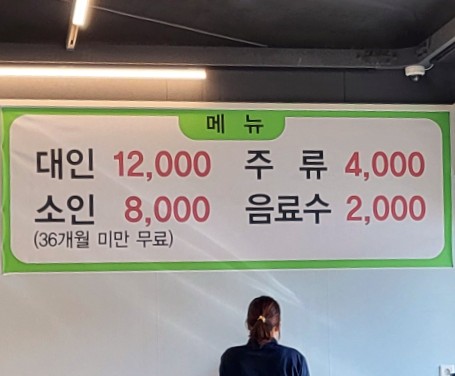 메 뉴
대인 12,000 주 류 4,000
소인 8,000 음료수 2,000
(36개월 미만 무료)